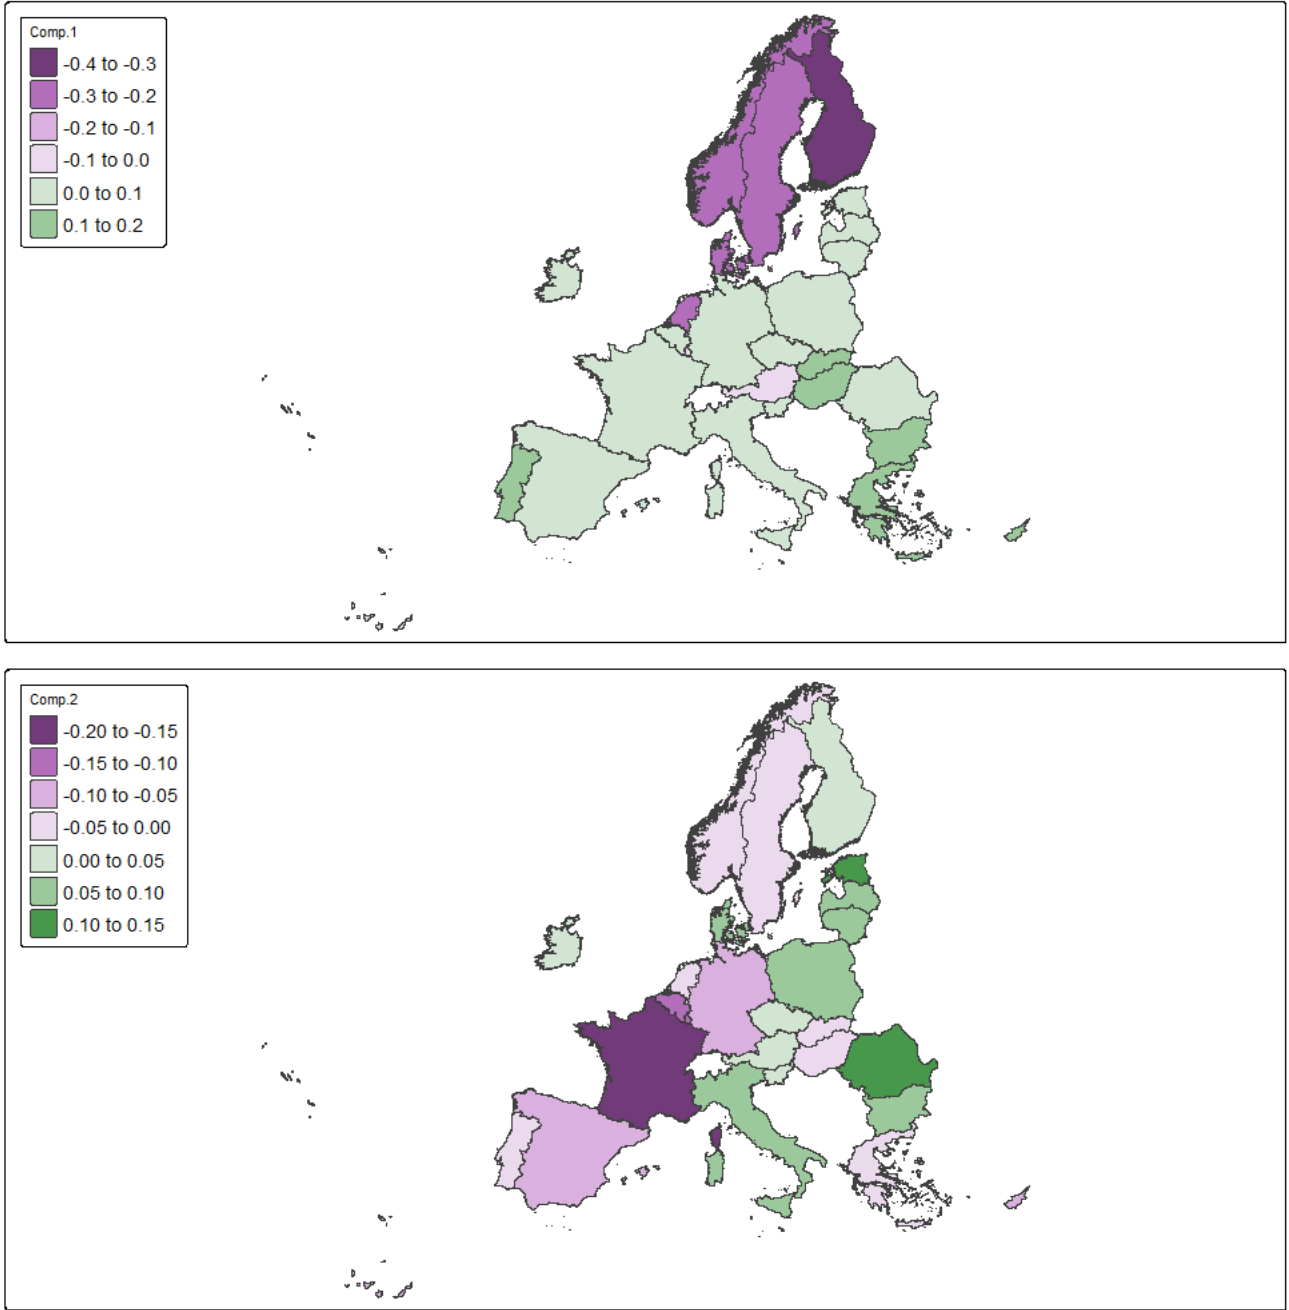 Comp.1
-0.4 to -0.3
-0.3 to -0.2
-0.2 to -0.1
-0.1 to 0.0
0.0 to 0.1
0.1 to 0.2
Comp.2
-0.20 to -0.15
-0.15 to -0.10
-0.10 to -0.05
-0.05 to 0.00
0.00 to 0.05
0.05 to 0.10
0.10 to 0.15